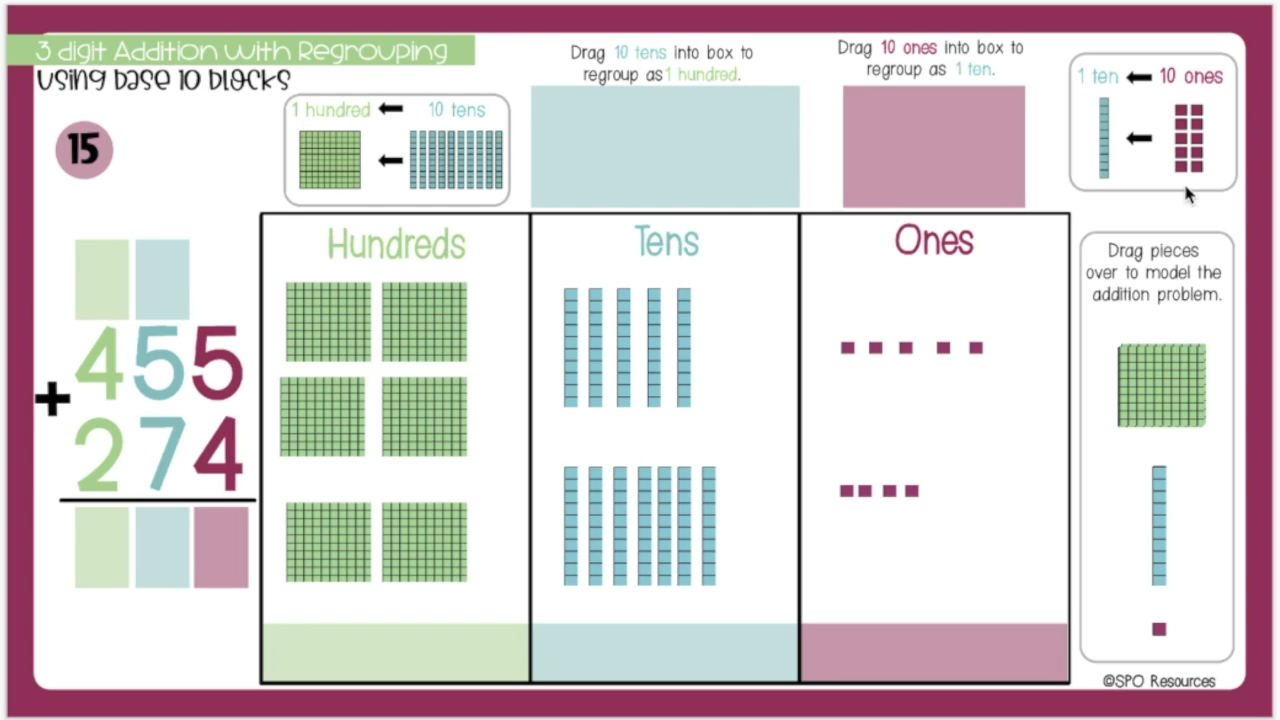 3 digit Addition with Regrouping
Using base 10 blocks
15
1 hundred 10 tens
Drag 10 tens into box to
regroup as 1 hundred.
Drag 10 ones into box to
regroup as 1 ten.
1 ten 10 ones
455
+
274
Hundreds
Tens
Ones
Drag pieces
over to model the
addition problem.
©SPO Resources